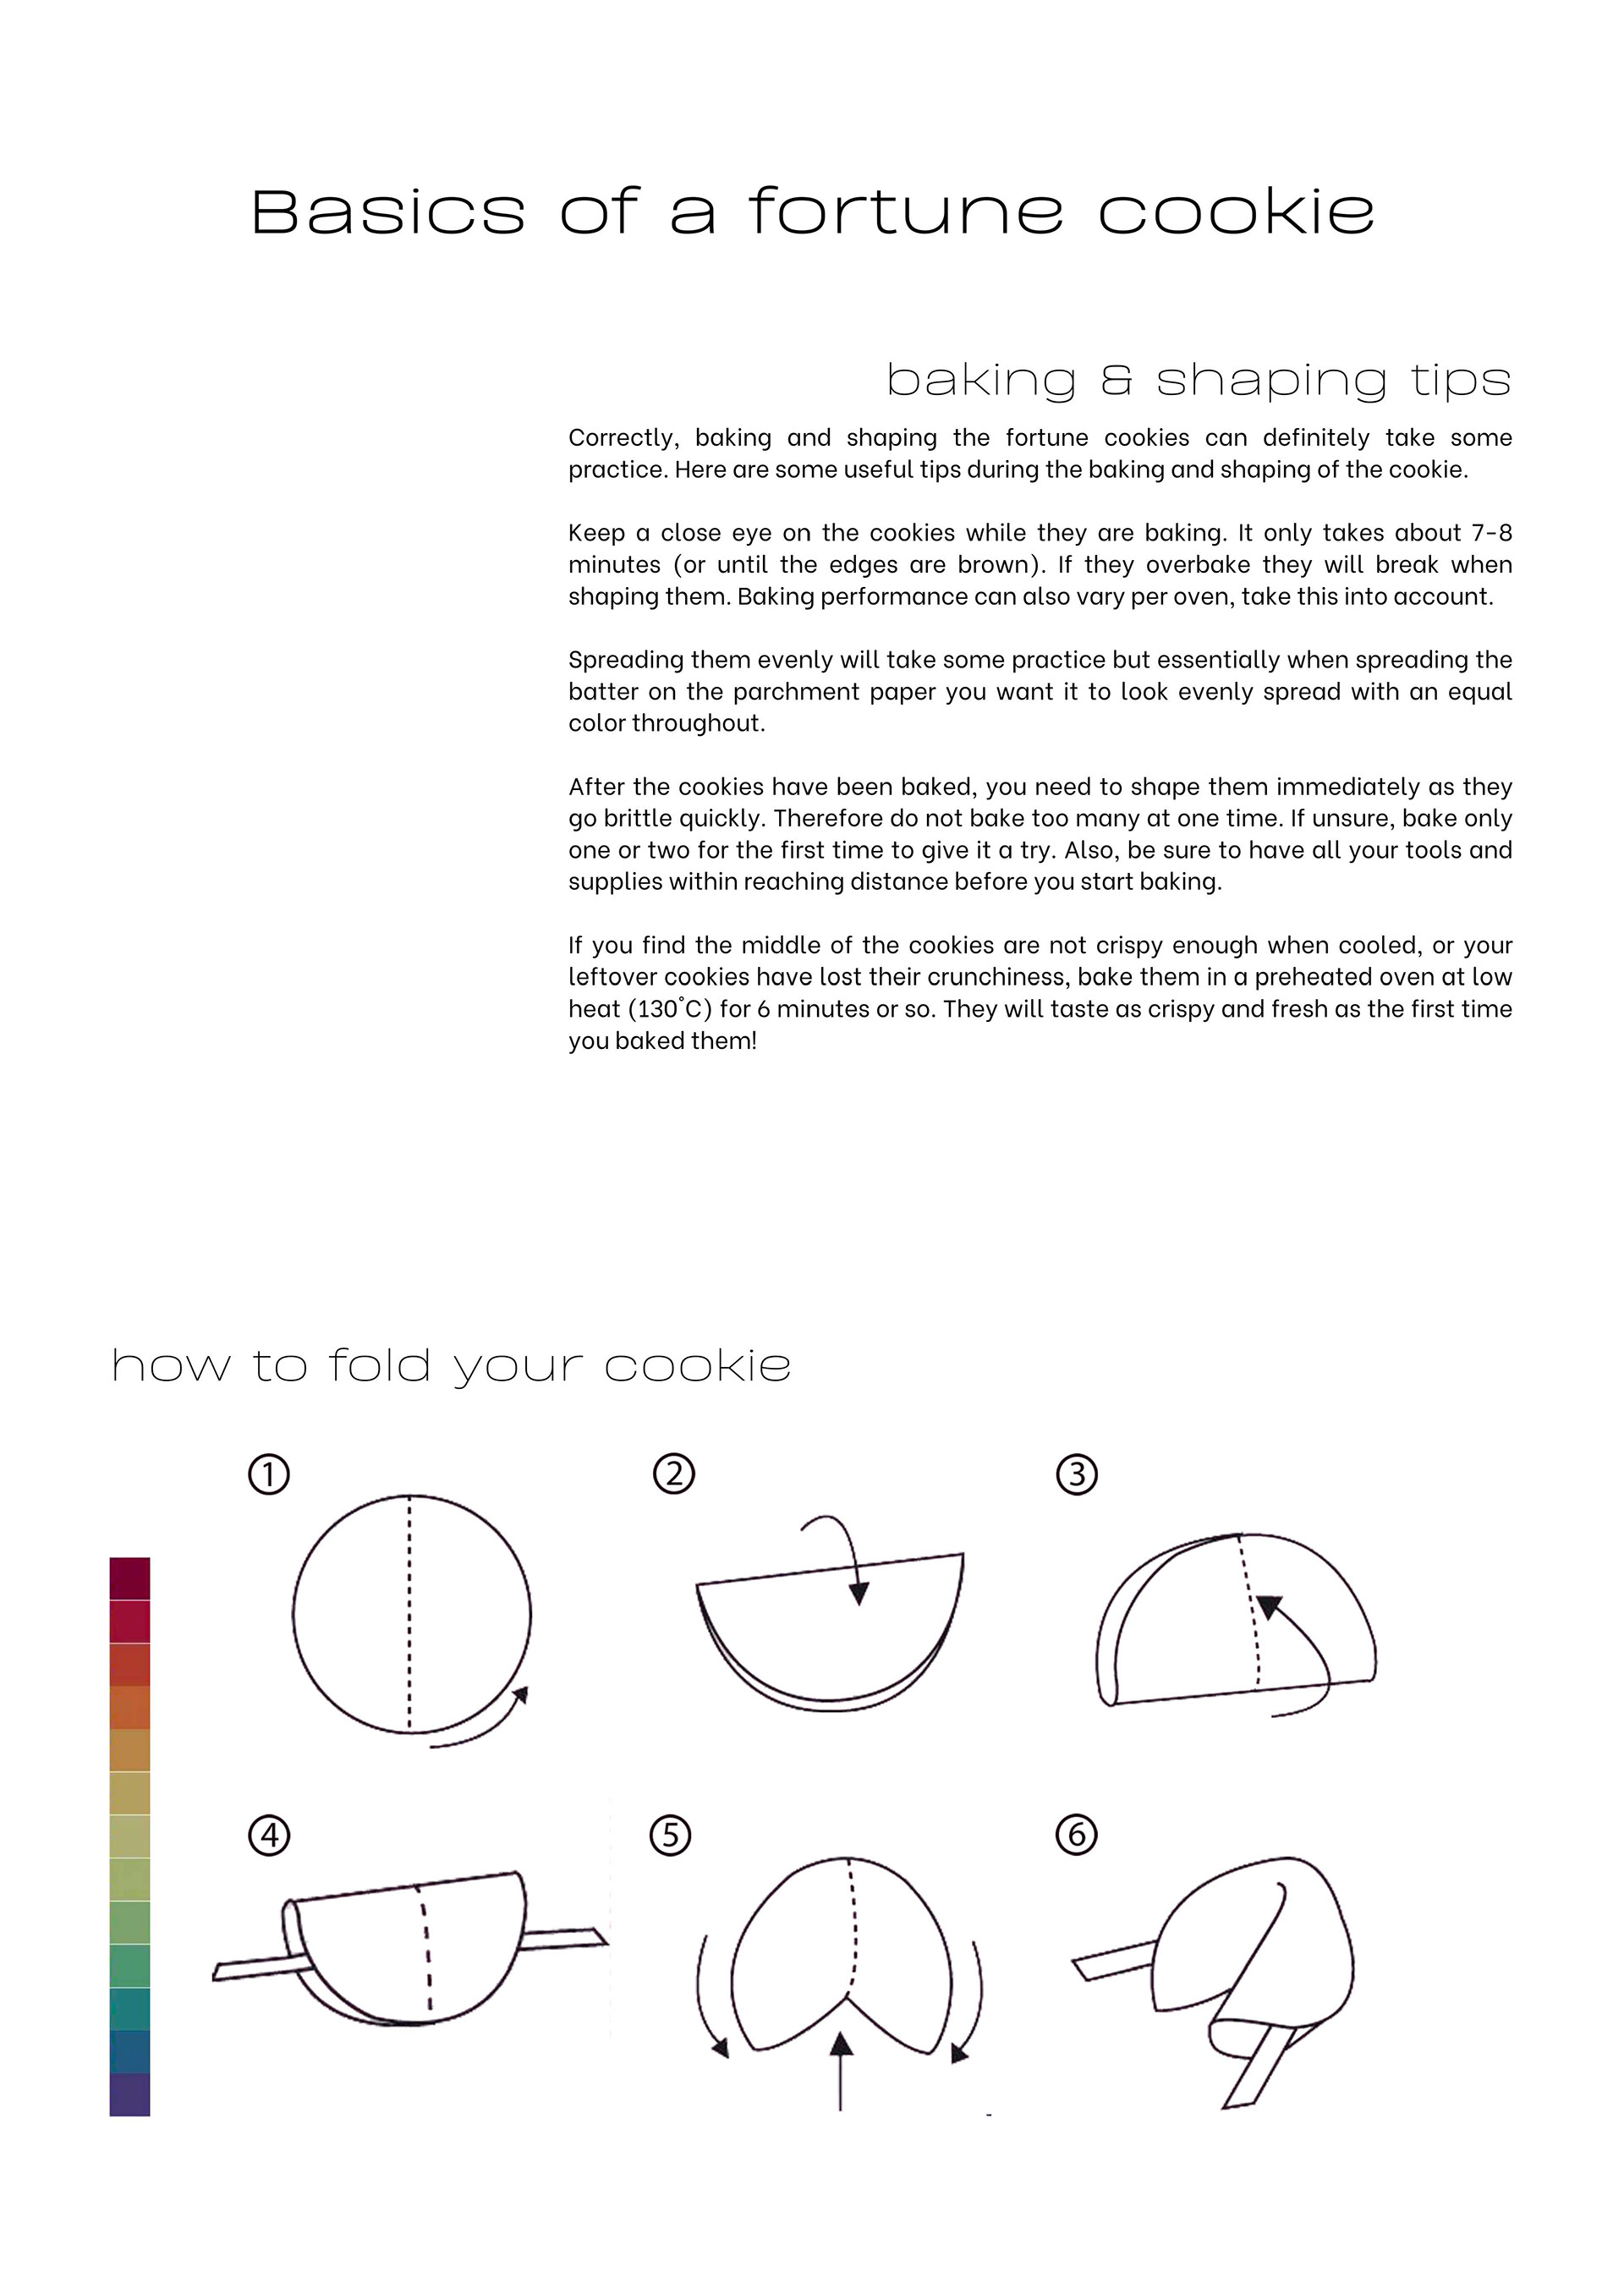 Basics of a fortune cookie
baking & shaping tips
Correctly, baking and shaping the fortune cookies can definitely take some
practice. Here are some useful tips during the baking and shaping of the cookie.
Keep a close eye on the cookies while they are baking. It only takes about 7-8
minutes (or until the edges are brown). If they overbake they will break when
shaping them. Baking performance can also vary per oven, take this into account.
Spreading them evenly will take some practice but essentially when spreading the
batter on the parchment paper you want it to look evenly spread with an equal
color throughout.
After the cookies have been baked, you need to shape them immediately as they
go brittle quickly. Therefore do not bake too many at one time. If unsure, bake only
one or two for the first time to give it a try. Also, be sure to have all your tools and
supplies within reaching distance before you start baking.
If you find the middle of the cookies are not crispy enough when cooled, or your
leftover cookies have lost their crunchiness, bake them in a preheated oven at low
heat (130°C) for 6 minutes or so. They will taste as crispy and fresh as the first time
you baked them!
how to fold your cookie
1
2
3
4
5
6